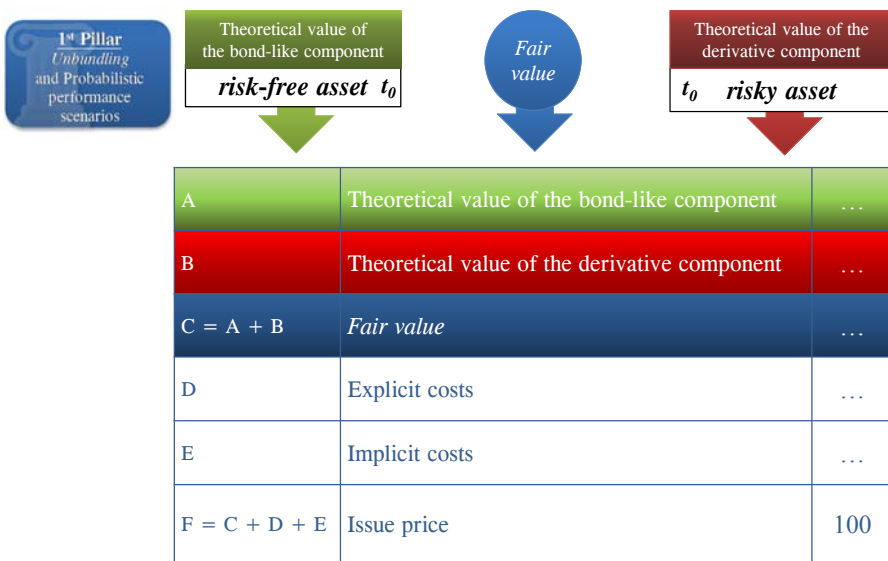 1st Pillar
Unbundling
and Probabilistic
performance
scenarios
Theoretical value of
the bond-like component
risk-free asset t0
Fair
value
Theoretical value of the
derivative component
t0 risky asset
A Theoretical value of the bond-like component ...
B Theoretical value of the derivative component ...
C = A + B Fair value ...
D Explicit costs ...
E Implicit costs ...
F = C + D + E Issue price 100